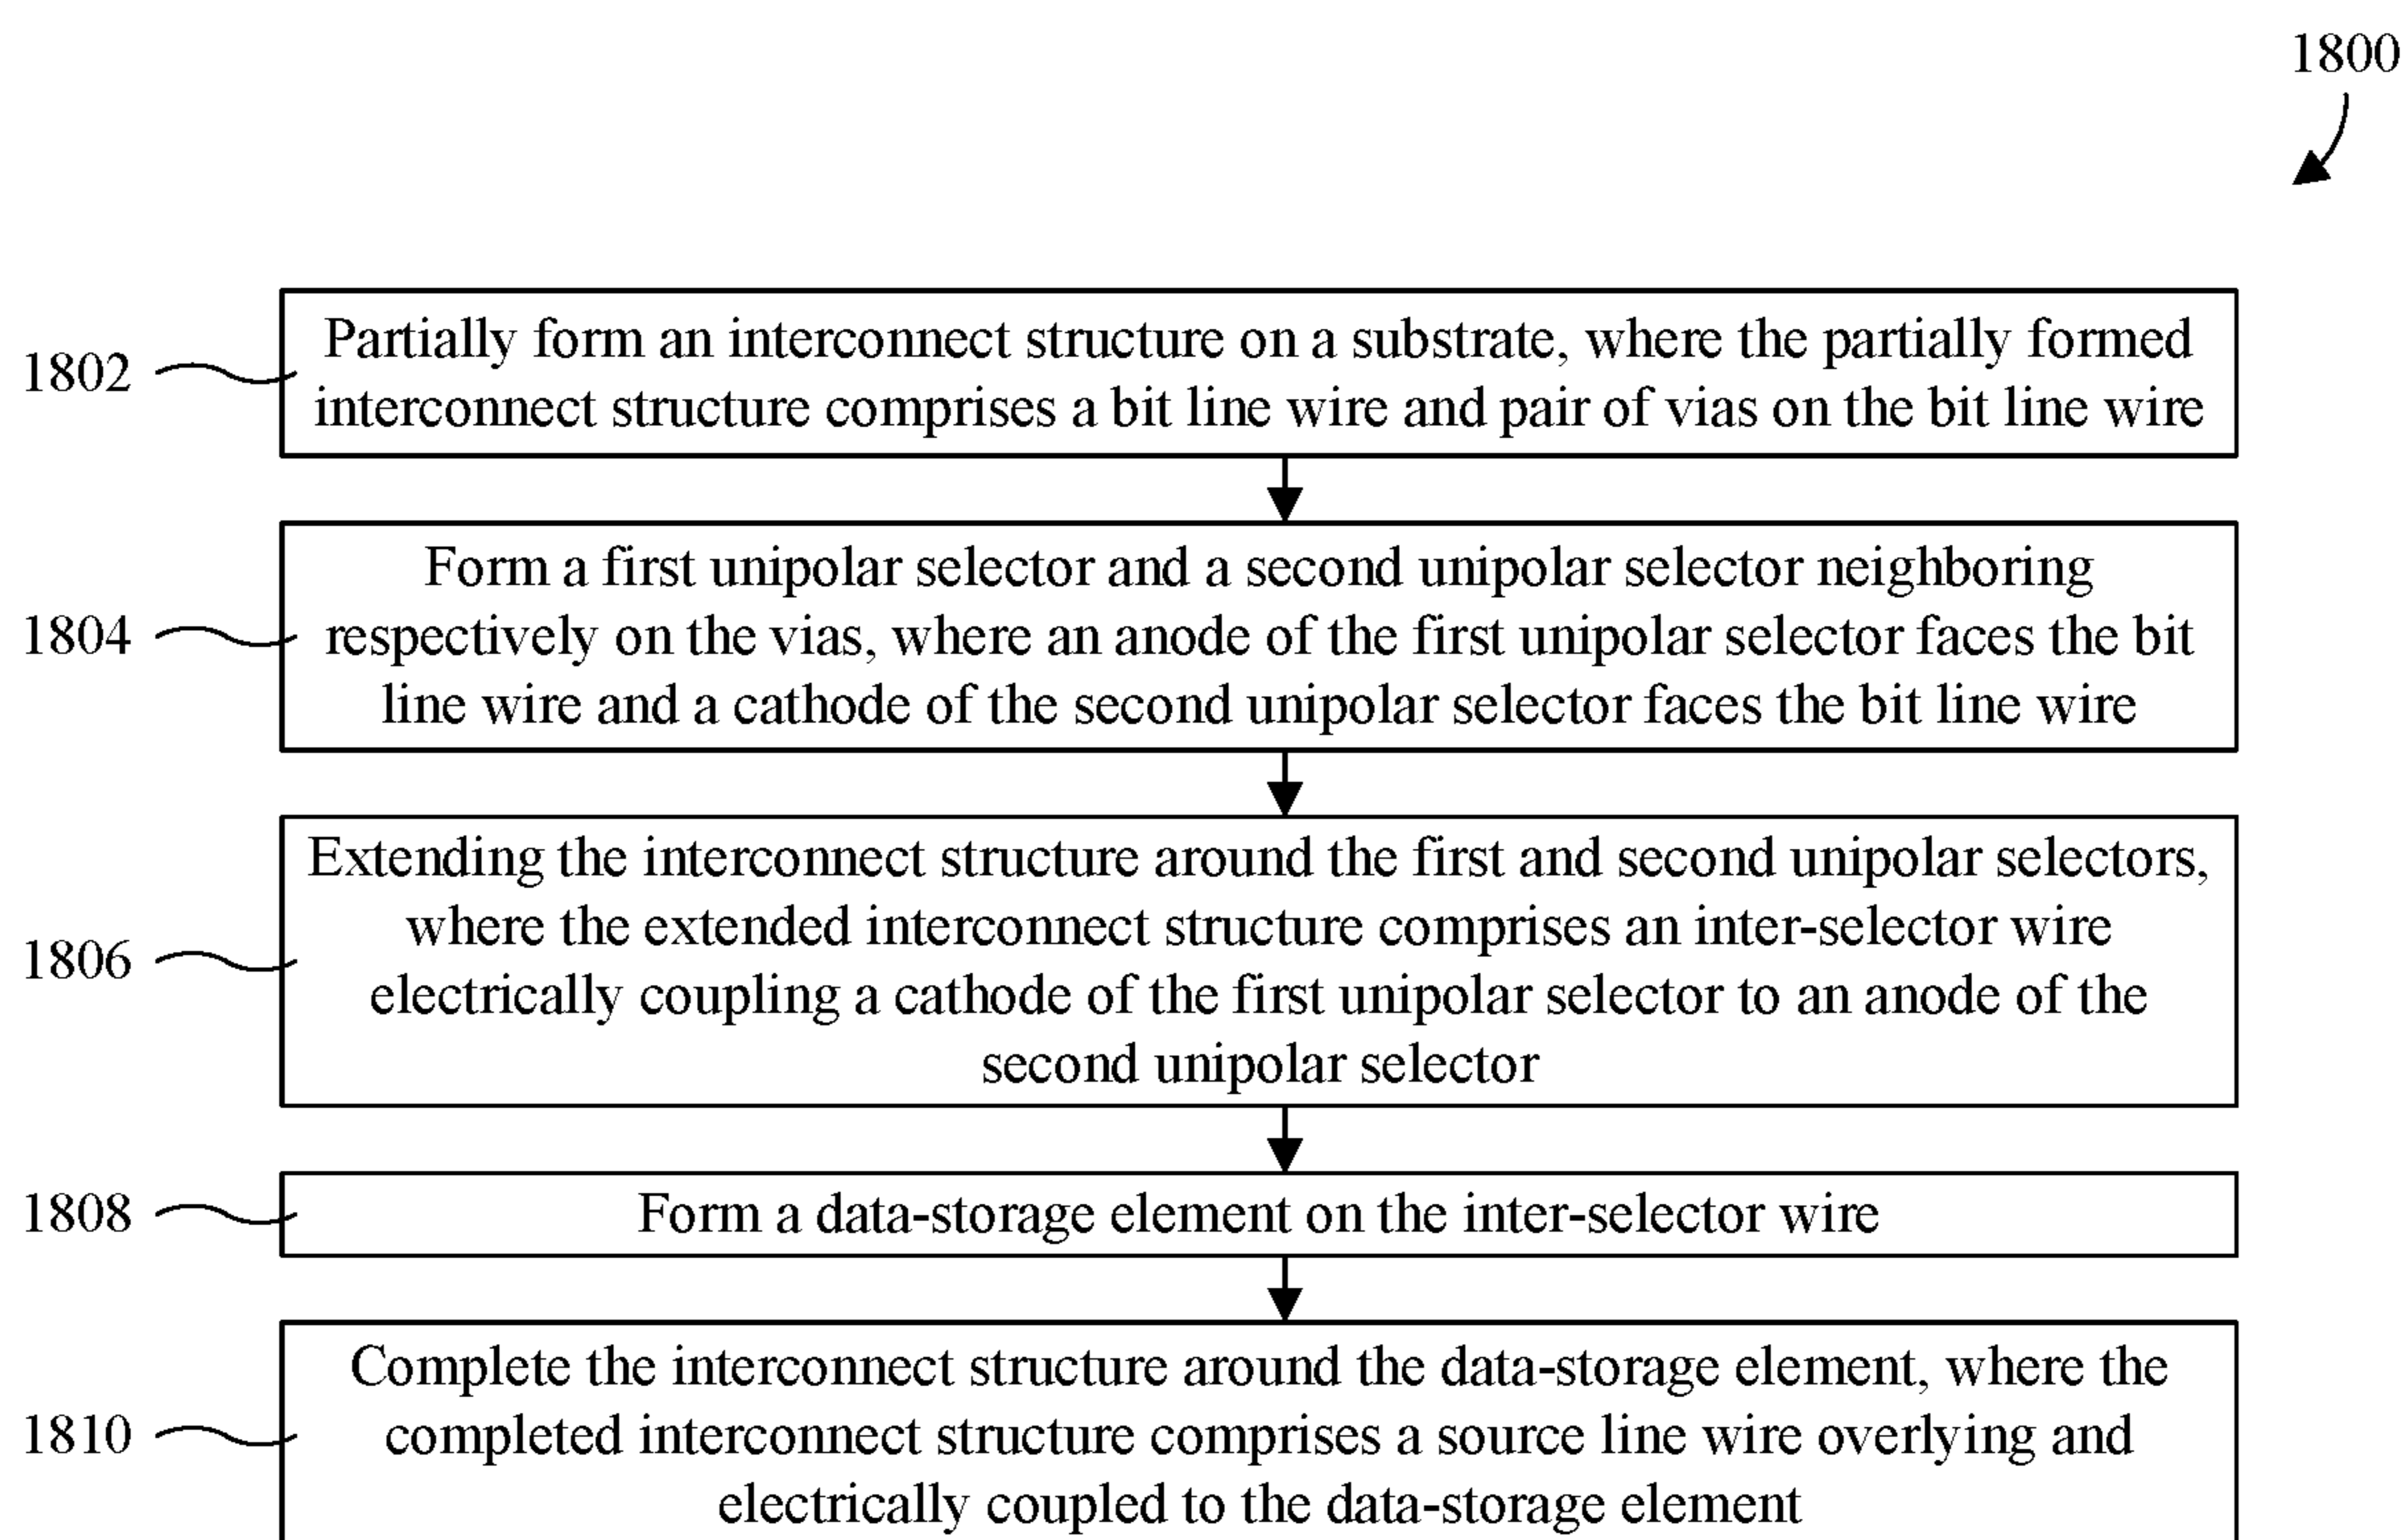 1800
1802
Partially form an interconnect structure on a substrate, where the partially formed
interconnect structure comprises a bit line wire and pair of vias on the bit line wire
1804
Form a first unipolar selector and a second unipolar selector neighboring
respectively on the vias, where an anode of the first unipolar selector faces the bit
line wire and a cathode of the second unipolar selector faces the bit line wire
1806
Extending the interconnect structure around the first and second unipolar selectors,
where the extended interconnect structure comprises an inter-selector wire
electrically coupling a cathode of the first unipolar selector to an anode of the
second unipolar selector
1808
Form a data-storage element on the inter-selector wire
1810
Complete the interconnect structure around the data-storage element, where the
completed interconnect structure comprises a source line wire overlying and
electrically coupled to the data-storage element